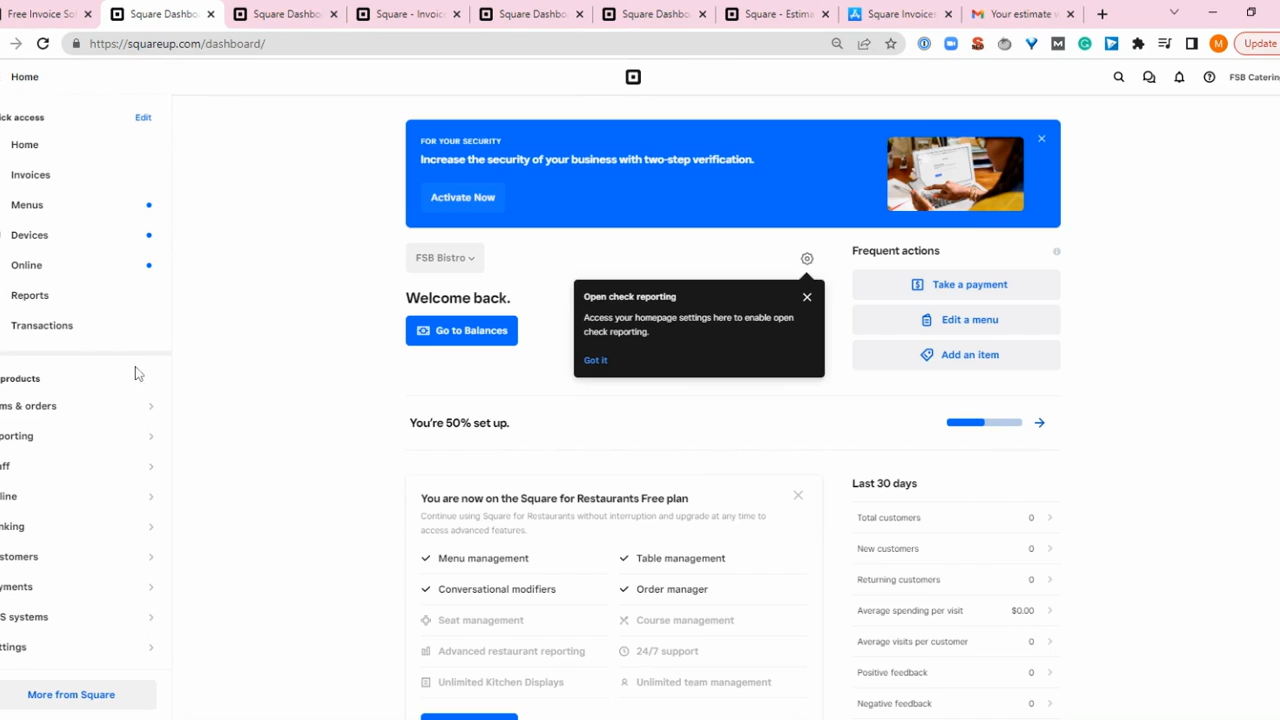 Free Invoice Sof
Square Dashbo
Square Dashbo
Square - Invoic
Square Dashbo
Square Dashbo
Square - Estima
Square Invoices
Your estimate
https://squareup.com/dashboard/
M
Update
Home
FSB Caterin
ck access
Edit
Home
Invoices
Menus
Devices
Online
Reports
Transactions
products
ms & orders
porting
ff
line
nking
stomers
yments
S systems
ttings
More from Square
FOR YOUR SECURITY
Increase the security of your business with two-step verification.
Activate Now
FSB Bistro
Welcome back.
Go to Balances
Open check reporting
Access your homepage settings here to enable open
check reporting.
Got it
Frequent actions
Take a payment
Edit a menu
Add an item
You're 50% set up.
You are now on the Square for Restaurants Free plan
Continue using Square for Restaurants without interruption and upgrade at any time to
access advanced features.
Menu management
Table management
Conversational modifiers
Order manager
Seat management
Course management
Advanced restaurant reporting
24/7 support
Unlimited Kitchen Displays
Unlimited team management
Last 30 days
Total customers 0
New customers 0
Returning customers 0
Average spending per visit $0.00
Average visits per customer 0
Positive feedback 0
Negative feedback 0